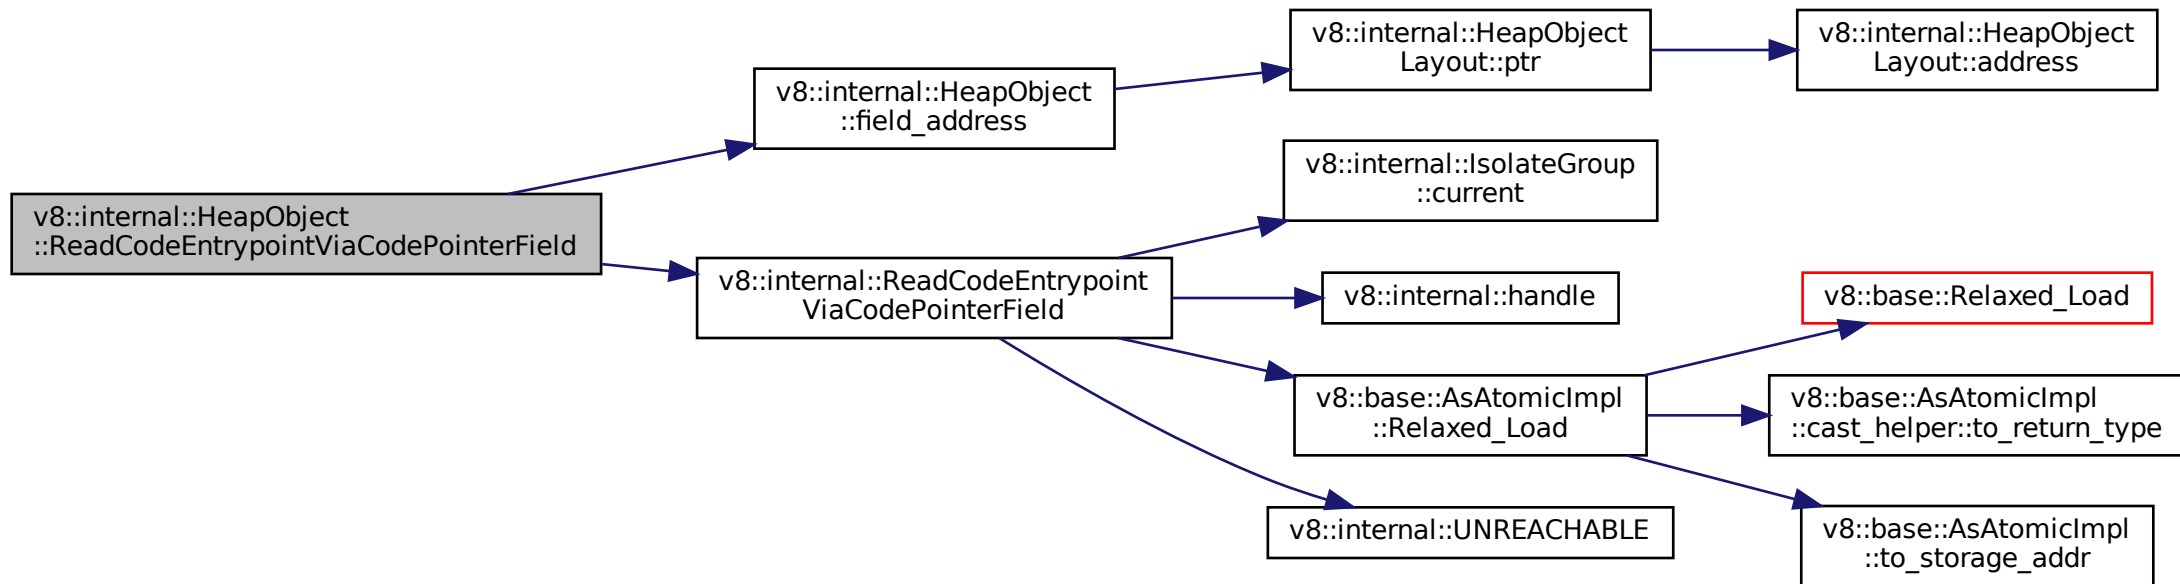 v8::internal::HeapObject
::ReadCodeEntrypointViaCodePointerField
v8::internal::HeapObject
::field_address
v8::internal::HeapObject
Layout::ptr
v8::internal::HeapObject
Layout::address
v8::internal::ReadCodeEntrypoint
ViaCodePointerField
v8::internal::IsolateGroup
::current
v8::internal::handle
v8::base::AsAtomicImpl
::Relaxed_Load
v8::base::Relaxed_Load
v8::base::AsAtomicImpl
::cast_helper::to_return_type
v8::base::AsAtomicImpl
::to_storage_addr
v8::internal::UNREACHABLE